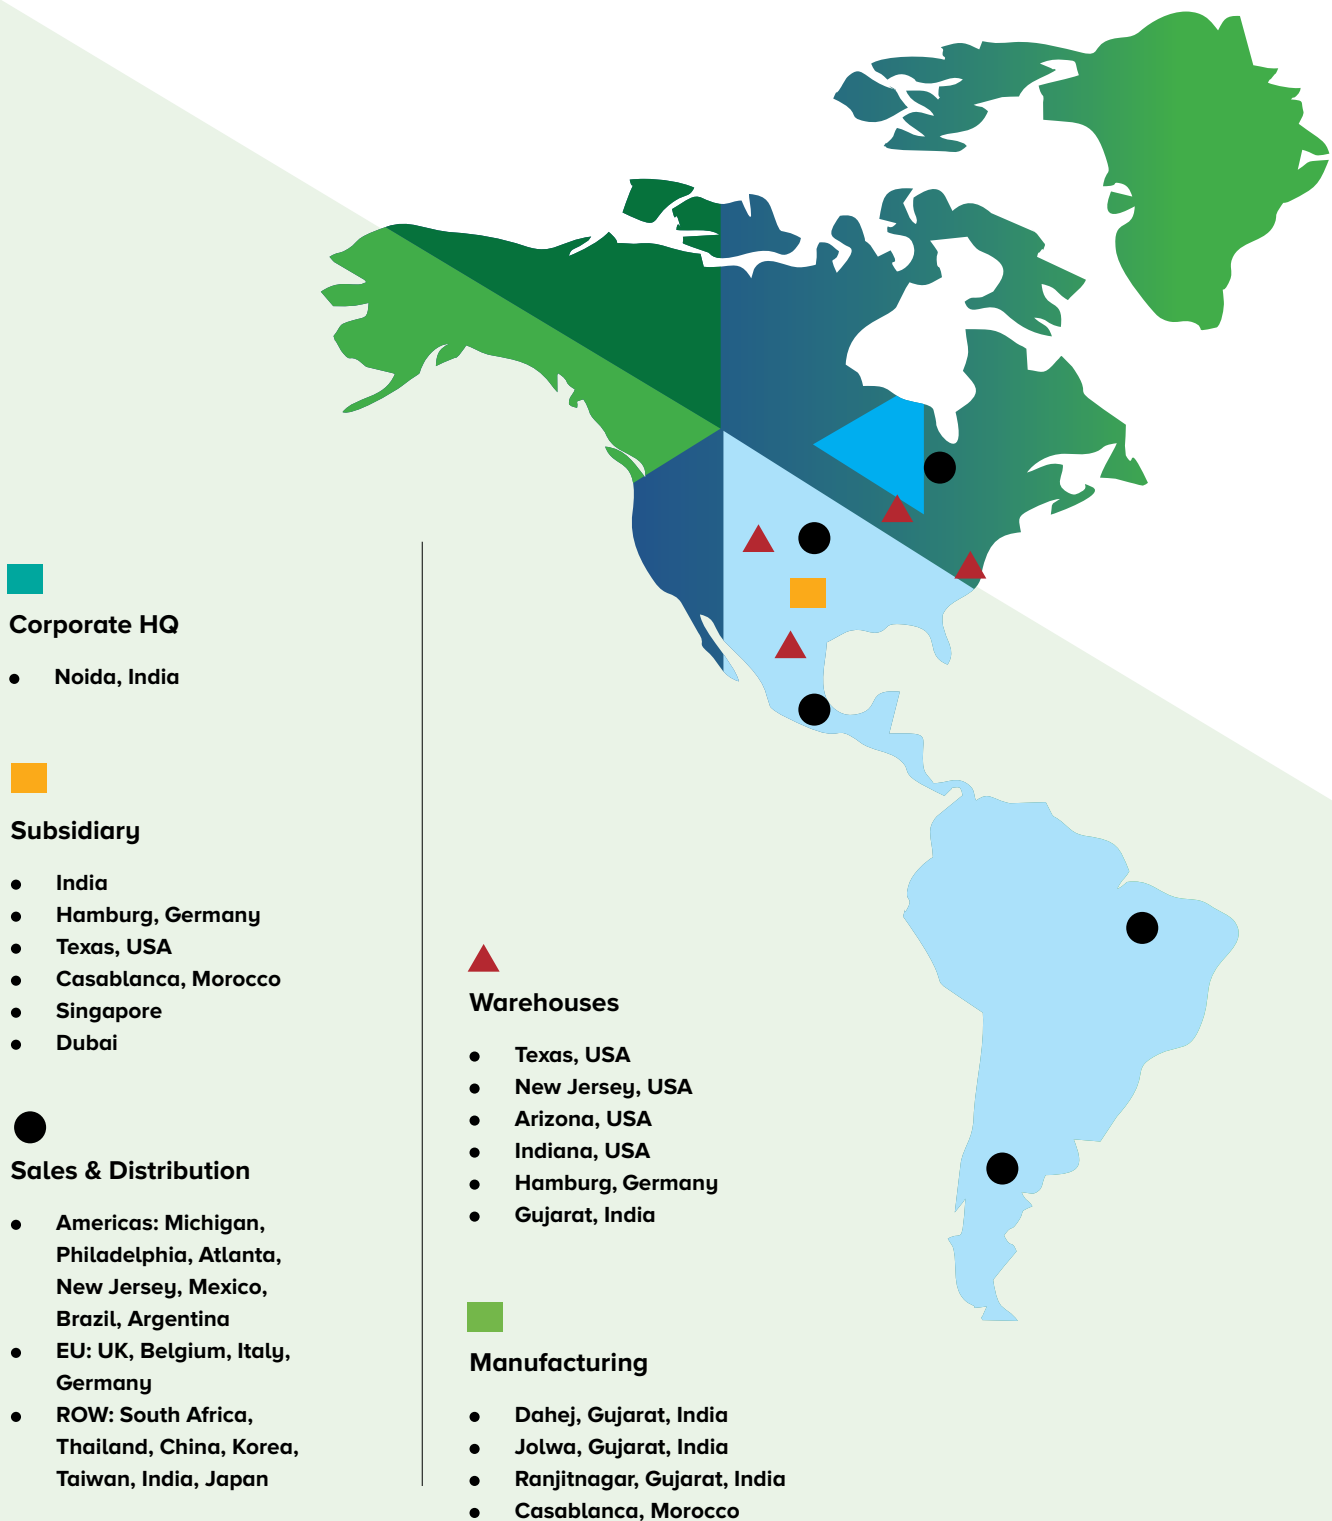 Corporate HQ
● Noida, India
Subsidiary
● India
● Hamburg, Germany
● Texas, USA
● Casablanca, Morocco
● Singapore
● Dubai
Sales & Distribution
● Americas: Michigan,
Philadelphia, Atlanta,
New Jersey, Mexico,
Brazil, Argentina
● EU: UK, Belgium, Italy,
Germany
● ROW: South Africa,
Thailand, China, Korea,
Taiwan, India, Japan
Warehouses
● Texas, USA
● New Jersey, USA
● Arizona, USA
● Indiana, USA
● Hamburg, Germany
● Gujarat, India
Manufacturing
● Dahej, Gujarat, India
● Jolwa, Gujarat, India
● Ranjitnagar, Gujarat, India
● Casablanca, Morocco